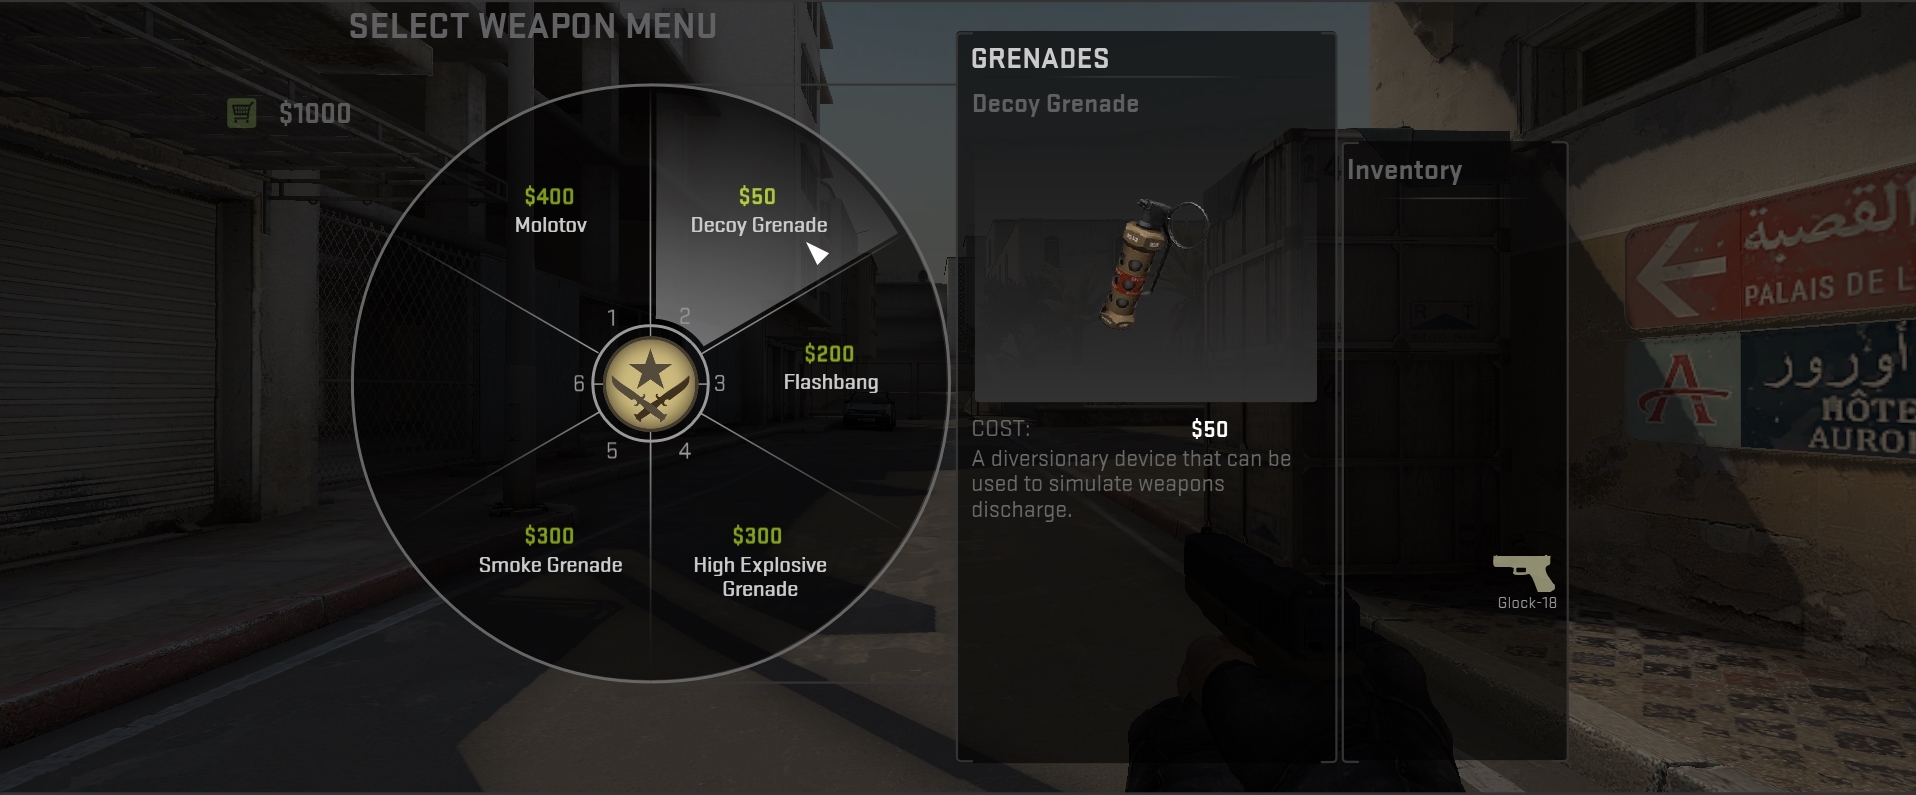 SELECT WEAPON MENU
$1000
$400
Molotov
$50
Decoy Grenade
$200
Flashbang
$300
High Explosive
Grenade
$300
Smoke Grenade
1
2
3
4
5
6
GRENADES
Decoy Grenade
COST: $50
A diversionary device that can be
used to simulate weapons
discharge.
Inventory
Glock-18
القصبة
PALAIS DE L
أورور
HÔTE
AUROR